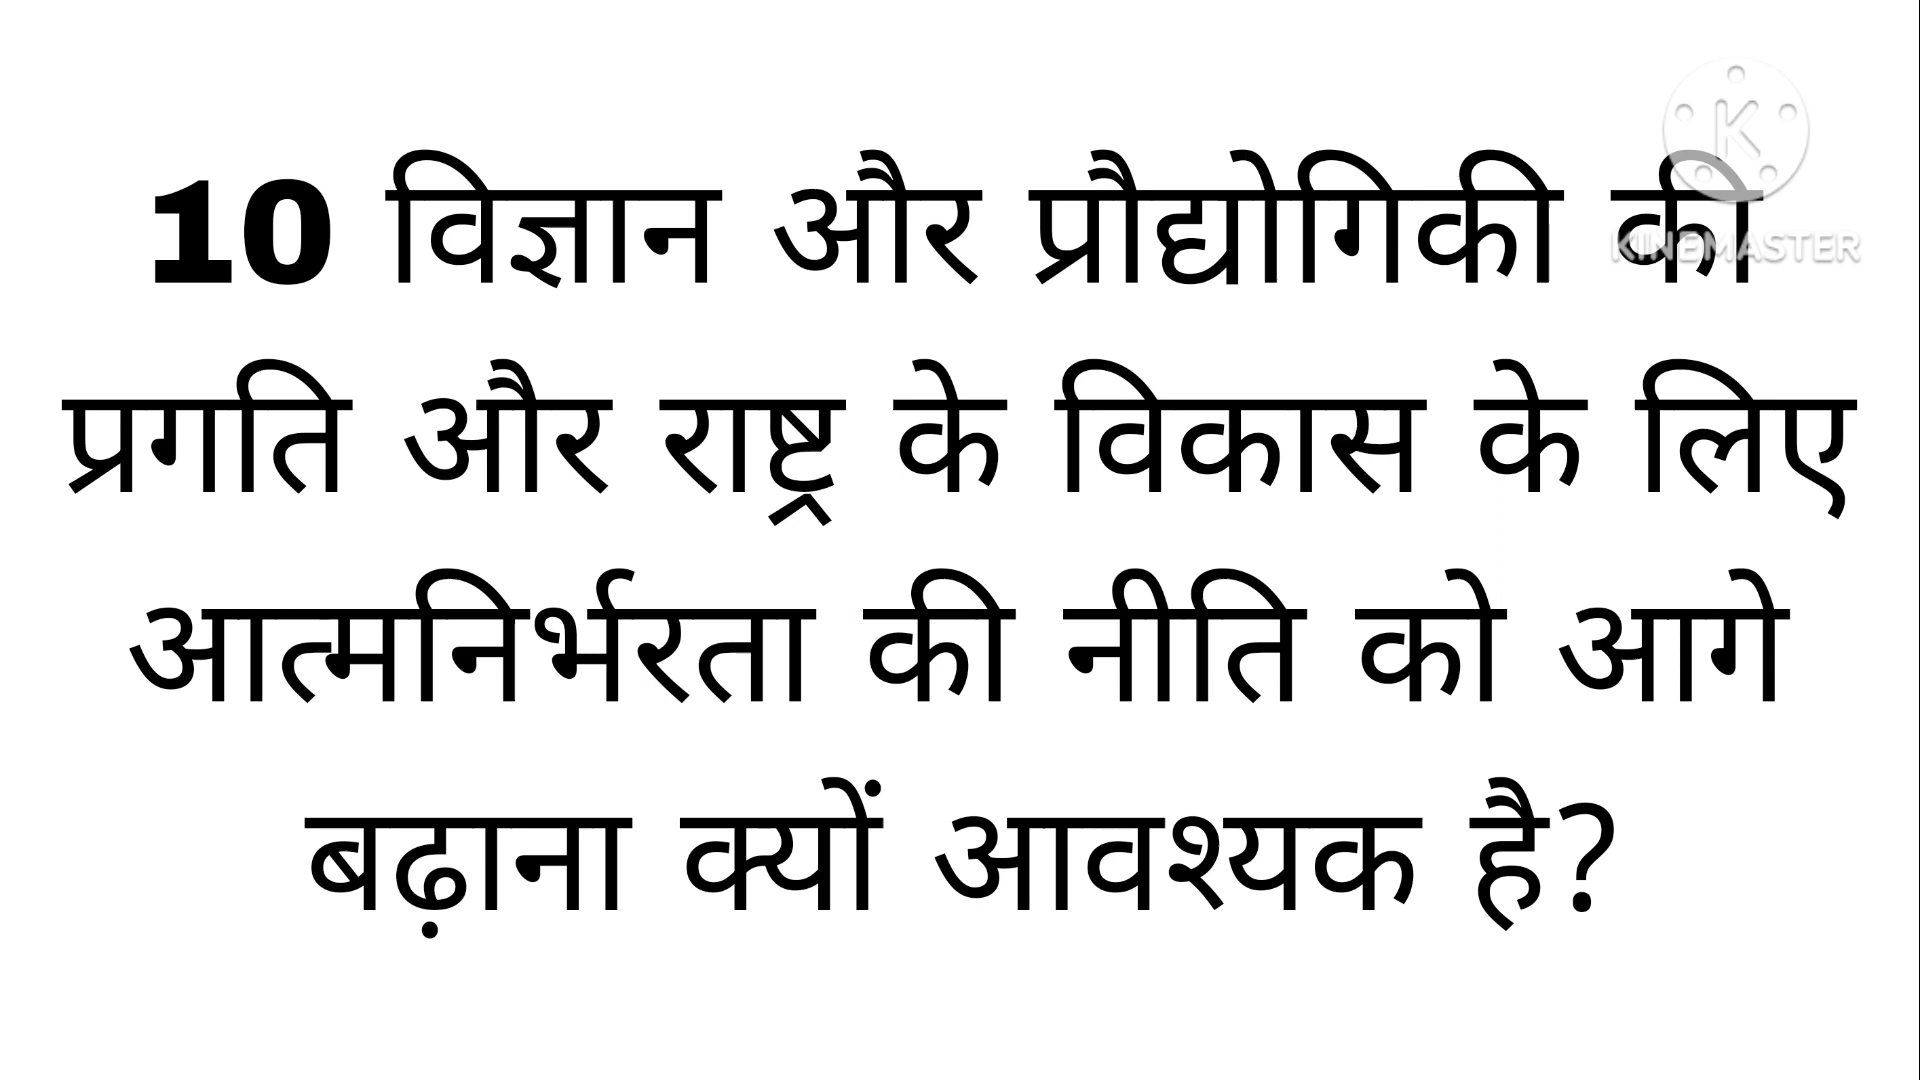 10 विज्ञान और प्रौद्योगिकी की
KINEMASTER
प्रगति और राष्ट्र के विकास के लिए
आत्मनिर्भरता की नीति को आगे
बढ़ाना क्यों आवश्यक है?